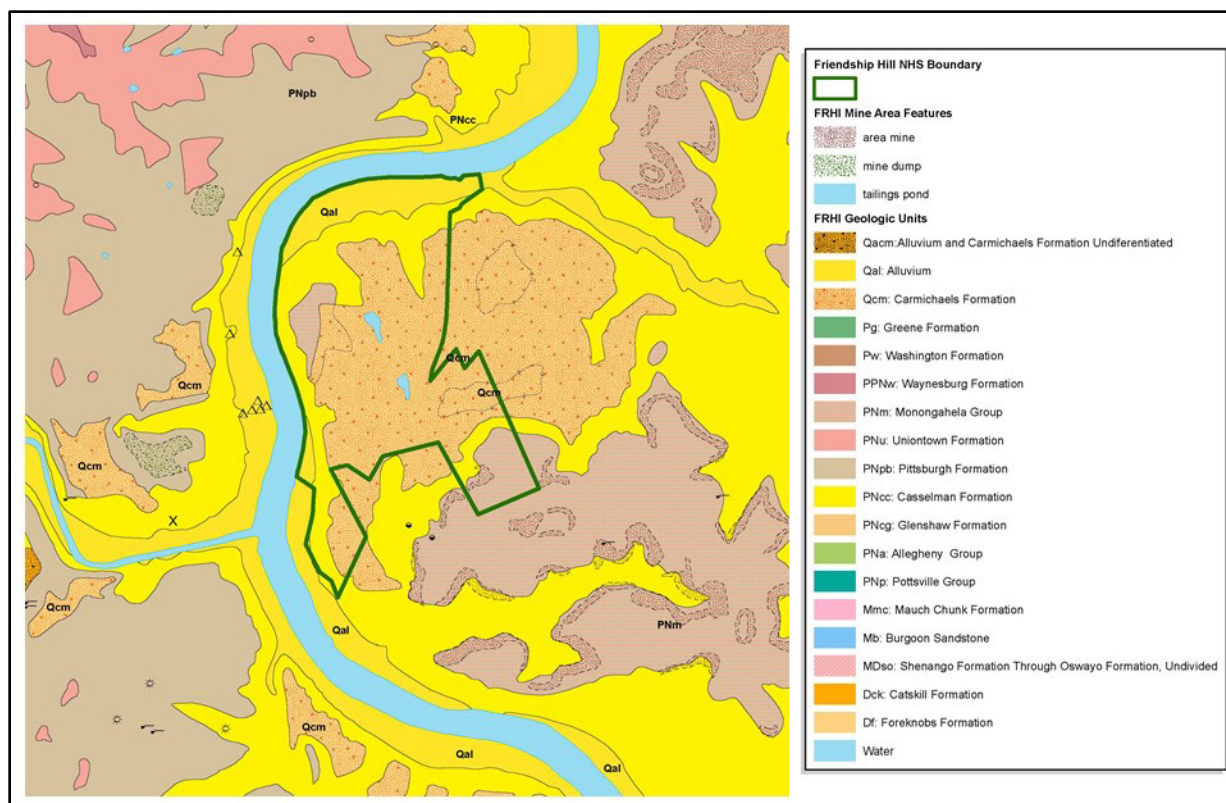 PNpb
PNcc
Qal
Qcm
Qcm
Qcm
Qcm
X
Qcm
Qal
PNm
Qcm
Qal
Qal
Friendship Hill NHS Boundary
FRHI Mine Area Features
area mine
mine dump
tailings pond
FRHI Geologic Units
Qacm:Alluvium and Carmichaels Formation Undiferentiated
Qal: Alluvium
Qcm: Carmichaels Formation
Pg: Greene Formation
Pw: Washington Formation
PPNw: Waynesburg Formation
PNm: Monongahela Group
PNu: Uniontown Formation
PNpb: Pittsburgh Formation
PNcc: Casselman Formation
PNcg: Glenshaw Formation
PNa: Allegheny Group
PNp: Pottsville Group
Mmc: Mauch Chunk Formation
Mb: Burgoon Sandstone
MDso: Shenango Formation Through Oswayo Formation, Undivided
Dck: Catskill Formation
Df: Foreknobs Formation
Water